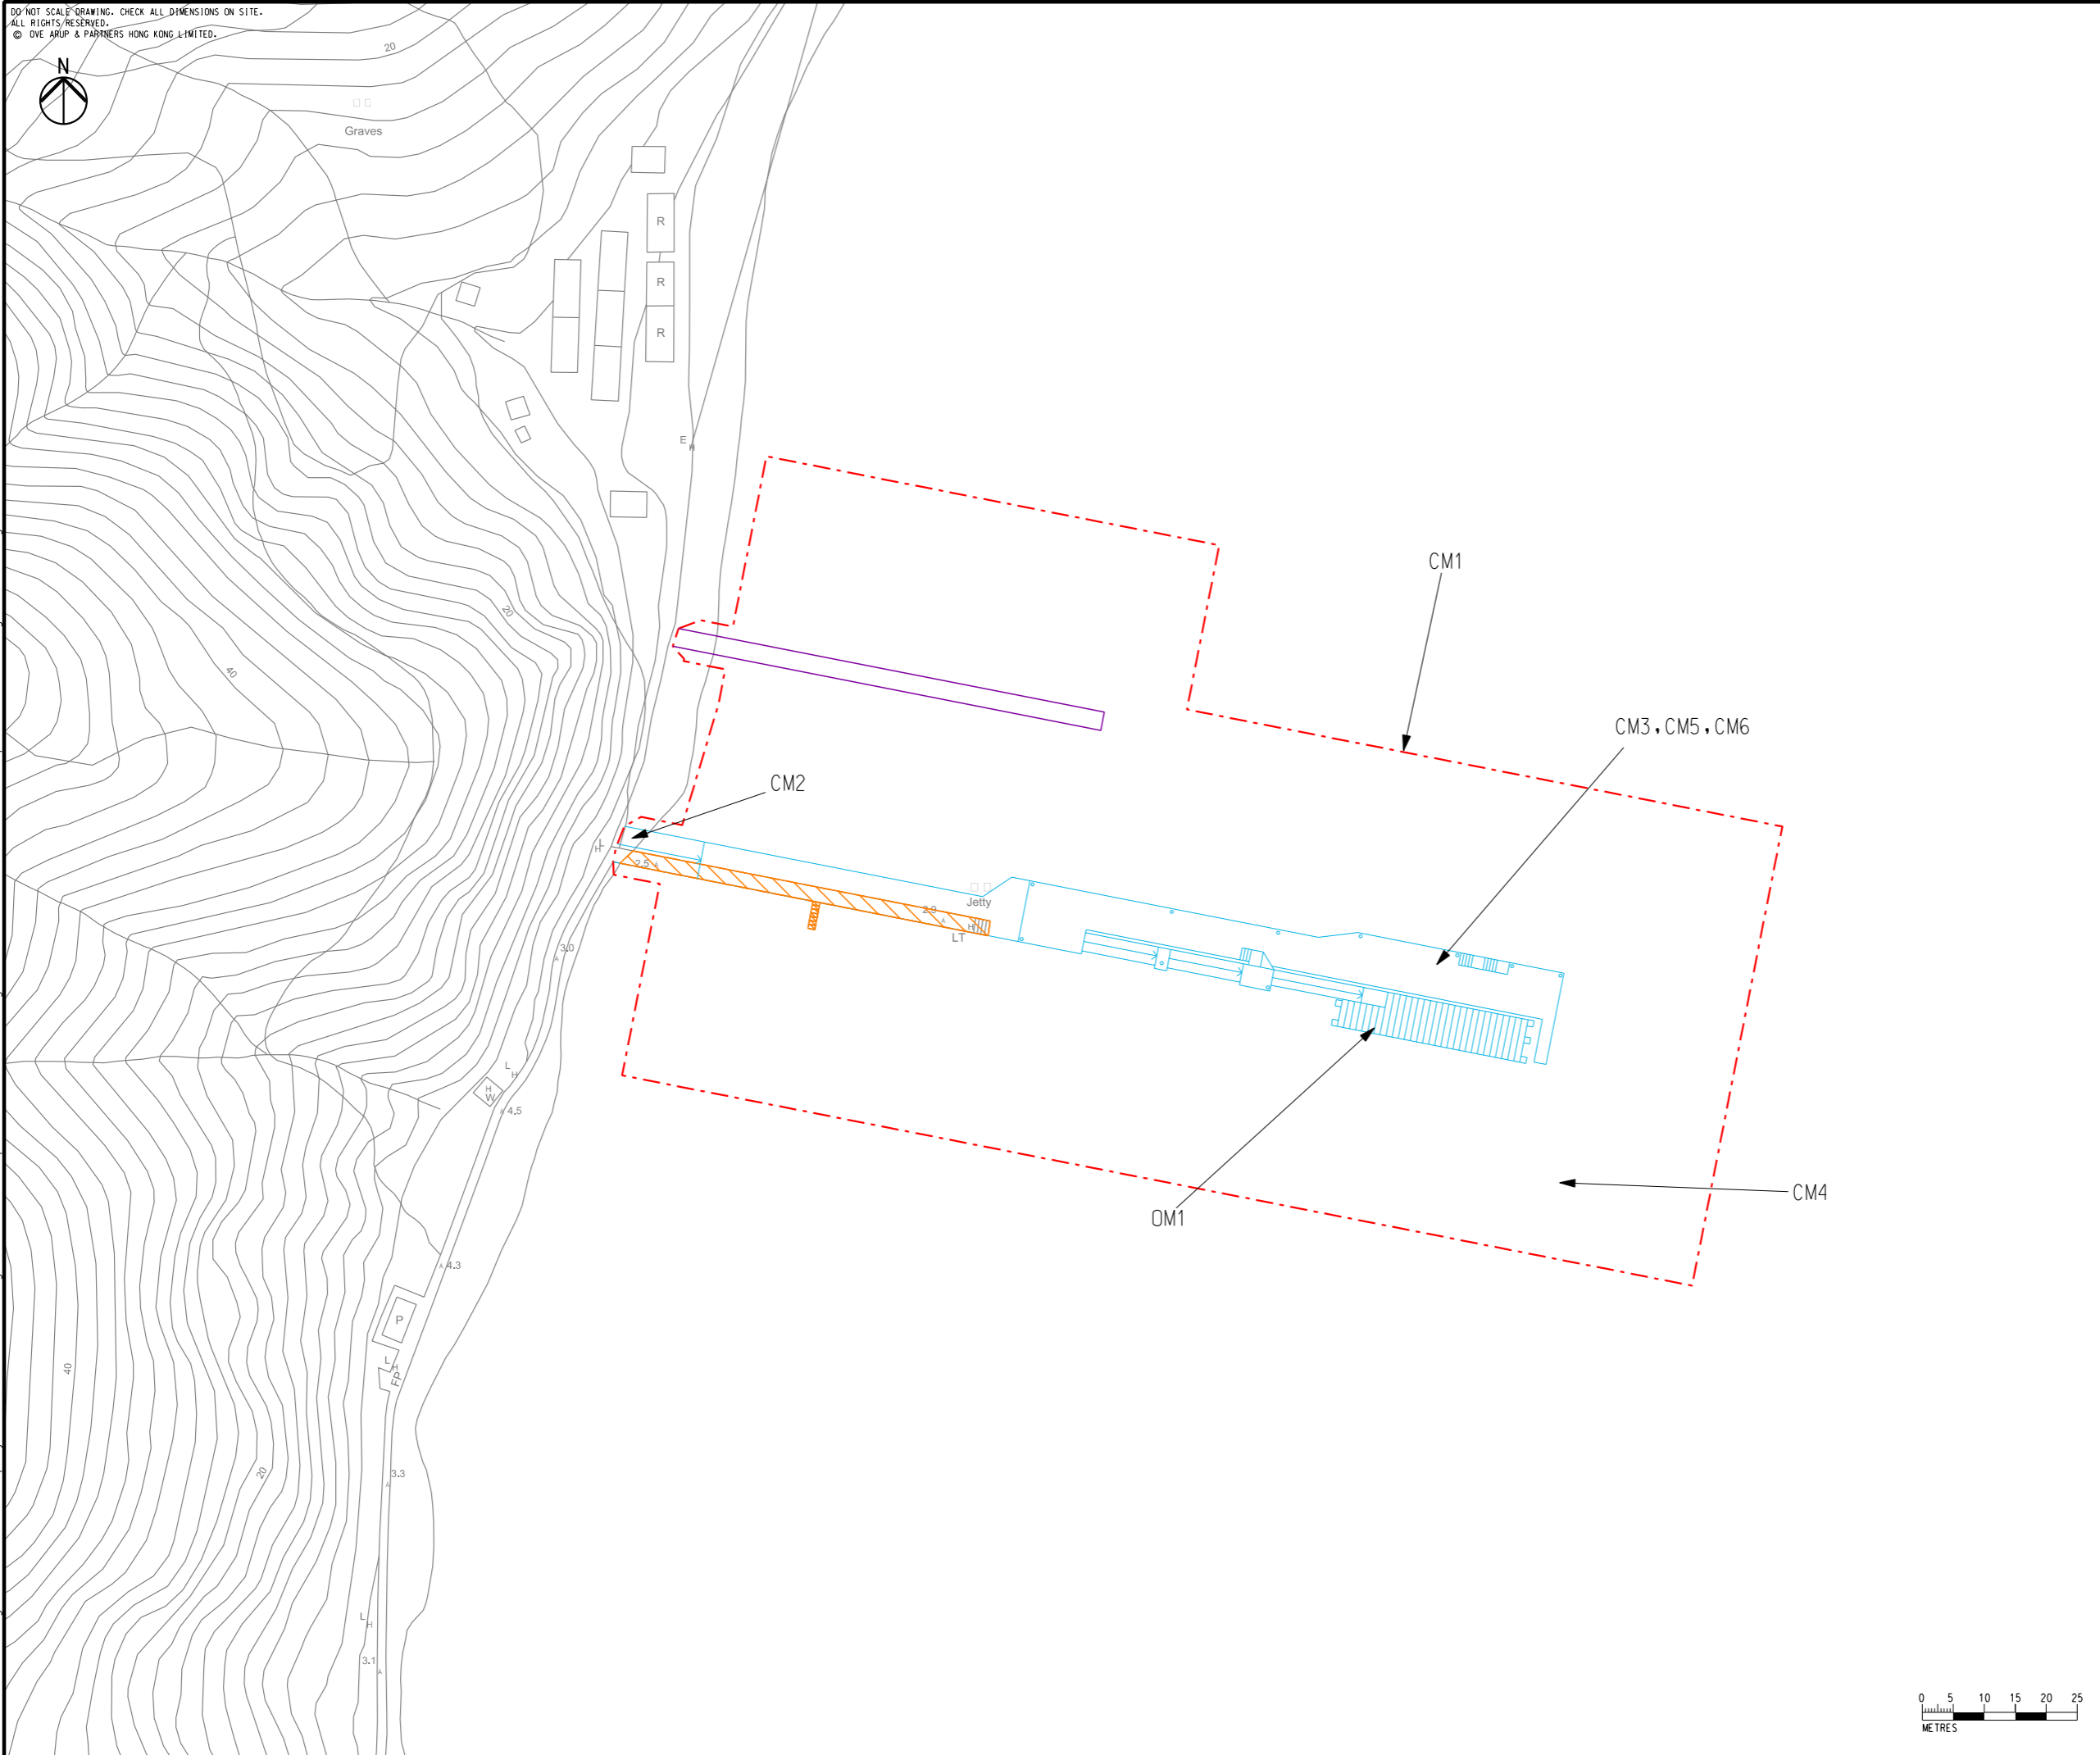 DO NOT SCALE DRAWING. CHECK ALL DIMENSIONS ON SITE.
ALL RIGHTS RESERVED.
© OVE ARUP & PARTNERS HONG KONG LIMITED.
N
20
Graves
R
R
R
E
H
20
40
CM1
CM3,CM5,CM6
CM2
L
H
2.5
Jetty
2.9
H
LT
3.0
L
H
H
W
4.5
OM1
CM4
4.3
P
L
H
FP
40
20
3.3
L
H
3.1
0 5 10 15 20 25
METRES